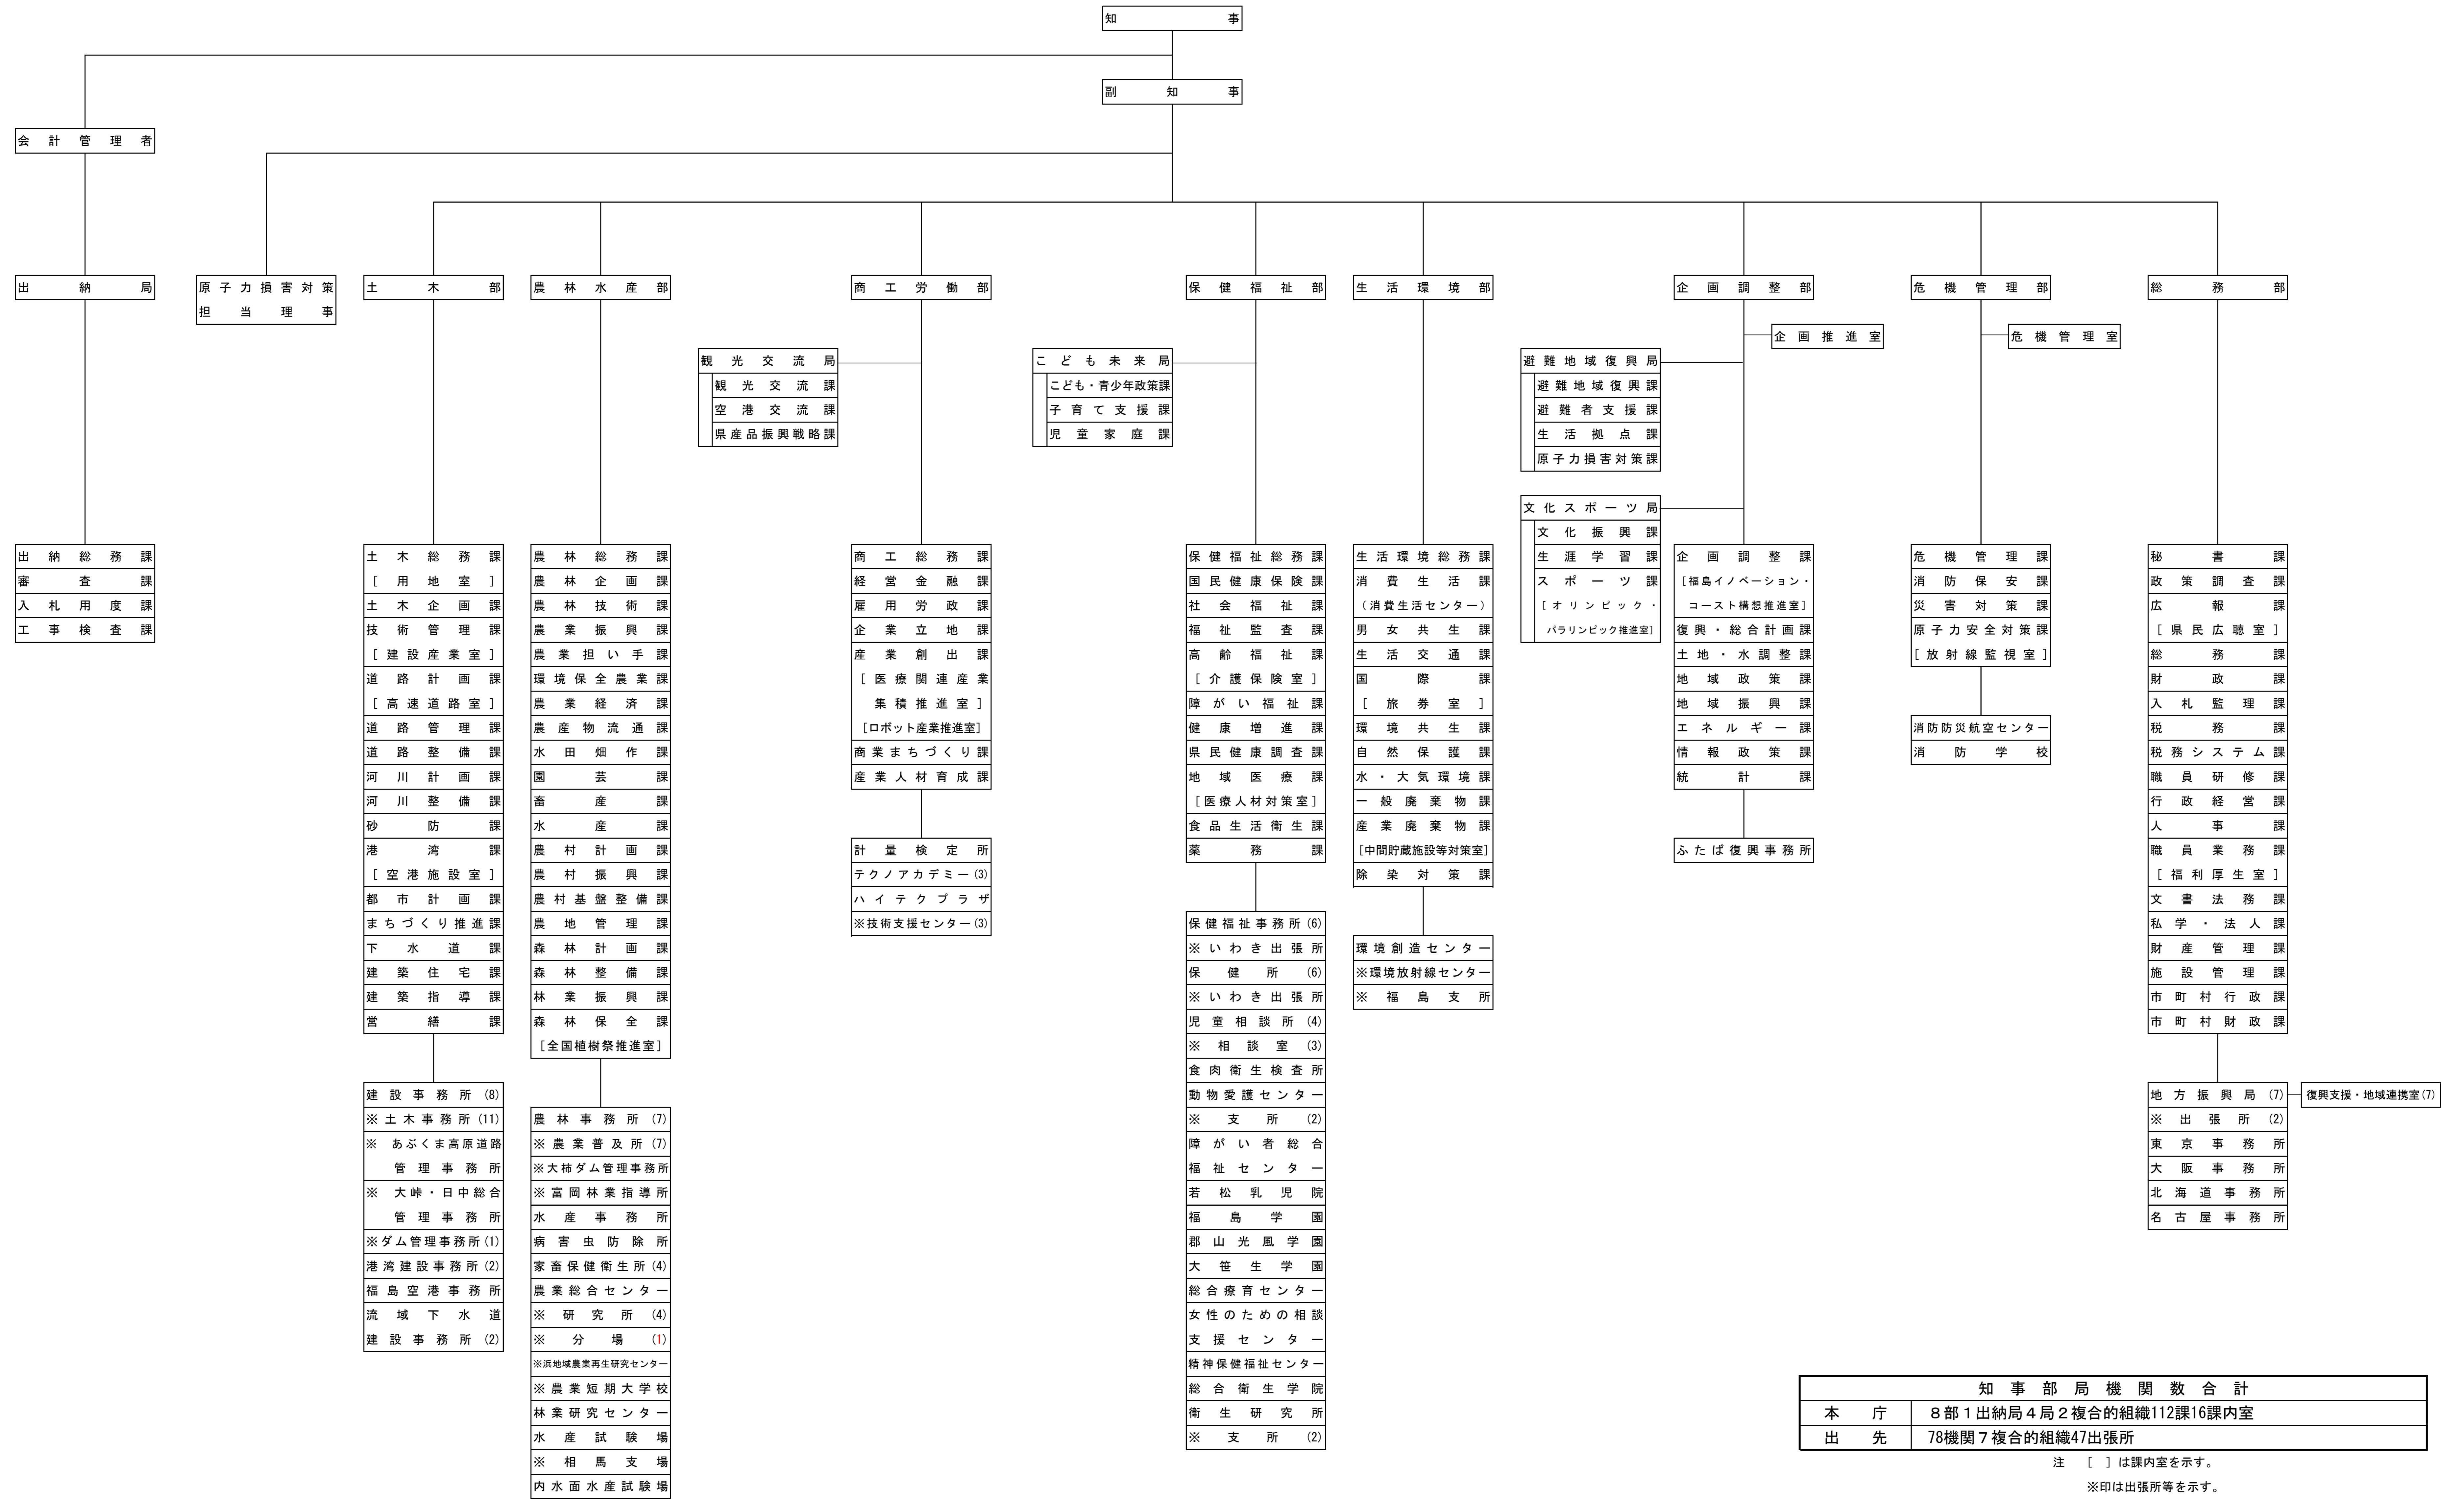 知事
副知事
会計管理者
出納局
原子力損害対策
担当理事
土木部
農林水産部
商工労働部
保健福祉部
生活環境部
企画調整部
危機管理部
総務部
企画推進室
危機管理室
観光交流局
観光交流課
空港交流課
県産品振興戦略課
こども未来局
こども・青少年政策課
子育て支援課
児童家庭課
避難地域復興局
避難地域復興課
避難者支援課
生活拠点課
原子力損害対策課
文化スポーツ局
文化振興課
生涯学習課
スポーツ課
［オリンピック・
パラリンピック推進室］
出納総務課
審査課
入札用度課
工事検査課
土木総務課
［用地室］
土木企画課
技術管理課
［建設産業室］
道路計画課
［高速道路室］
道路管理課
道路整備課
河川計画課
河川整備課
砂防課
港湾課
［空港施設室］
都市計画課
まちづくり推進課
下水道課
建築住宅課
建築指導課
営繕課
建設事務所(8)
※土木事務所(11)
※ あぶくま高原道路
管理事務所
※ 大峠・日中総合
管理事務所
※ダム管理事務所(1)
港湾建設事務所(2)
福島空港事務所
流域下水道
建設事務所(2)
農林総務課
農林企画課
農林技術課
農業振興課
農業担い手課
環境保全農業課
農業経済課
農産物流通課
水田畑作課
園芸課
畜産課
水産課
農村計画課
農村振興課
農村基盤整備課
農地管理課
森林計画課
森林整備課
林業振興課
森林保全課
［全国植樹祭推進室］
農林事務所(7)
※農業普及所(7)
※大柿ダム管理事務所
※富岡林業指導所
水産事務所
病害虫防除所
家畜保健衛生所(4)
農業総合センター
※研究所(4)
※分場(1)
※浜地域農業再生研究センター
※農業短期大学校
林業研究センター
水産試験場
※相馬支場
内水面水産試験場
商工総務課
経営金融課
雇用労政課
企業立地課
産業創出課
［医療関連産業
集積推進室］
［ロボット産業推進室］
商業まちづくり課
産業人材育成課
計量検定所
テクノアカデミー(3)
ハイテクプラザ
※技術支援センター(3)
保健福祉総務課
国民健康保険課
社会福祉課
福祉監査課
高齢福祉課
［介護保険室］
障がい福祉課
健康増進課
県民健康調査課
地域医療課
［医療人材対策室］
食品生活衛生課
薬務課
保健福祉事務所(6)
※いわき出張所
保健所(6)
※いわき出張所
児童相談所(4)
※相談室(3)
食肉衛生検査所
動物愛護センター
※支所(2)
障がい者総合
福祉センター
若松乳児院
福島学園
郡山光風学園
大笹生学園
総合療育センター
女性のための相談
支援センター
精神保健福祉センター
総合衛生学院
衛生研究所
※支所(2)
生活環境総務課
消費生活課
（消費生活センター）
男女共生課
生活交通課
国際課
［旅券室］
環境共生課
自然保護課
水・大気環境課
一般廃棄物課
産業廃棄物課
［中間貯蔵施設等対策室］
除染対策課
環境創造センター
※環境放射線センター
※福島支所
企画調整課
［福島イノベーション・
コースト構想推進室］
復興・総合計画課
土地・水調整課
地域政策課
地域振興課
エネルギー課
情報政策課
統計課
ふたば復興事務所
危機管理課
消防保安課
災害対策課
原子力安全対策課
［放射線監視室］
消防防災航空センター
消防学校
秘書課
政策調査課
広報課
［県民広聴室］
総務課
財政課
入札監理課
税務課
税務システム課
職員研修課
行政経営課
人事課
職員業務課
［福利厚生室］
文書法務課
私学・法人課
財産管理課
施設管理課
市町村行政課
市町村財政課
地方振興局(7)
復興支援・地域連携室(7)
※出張所(2)
東京事務所
大阪事務所
北海道事務所
名古屋事務所
知事部局機関数合計
本庁 ８部１出納局４局２複合的組織112課16課内室
出先 78機関７複合的組織47出張所
注 ［ ］は課内室を示す。
※印は出張所等を示す。